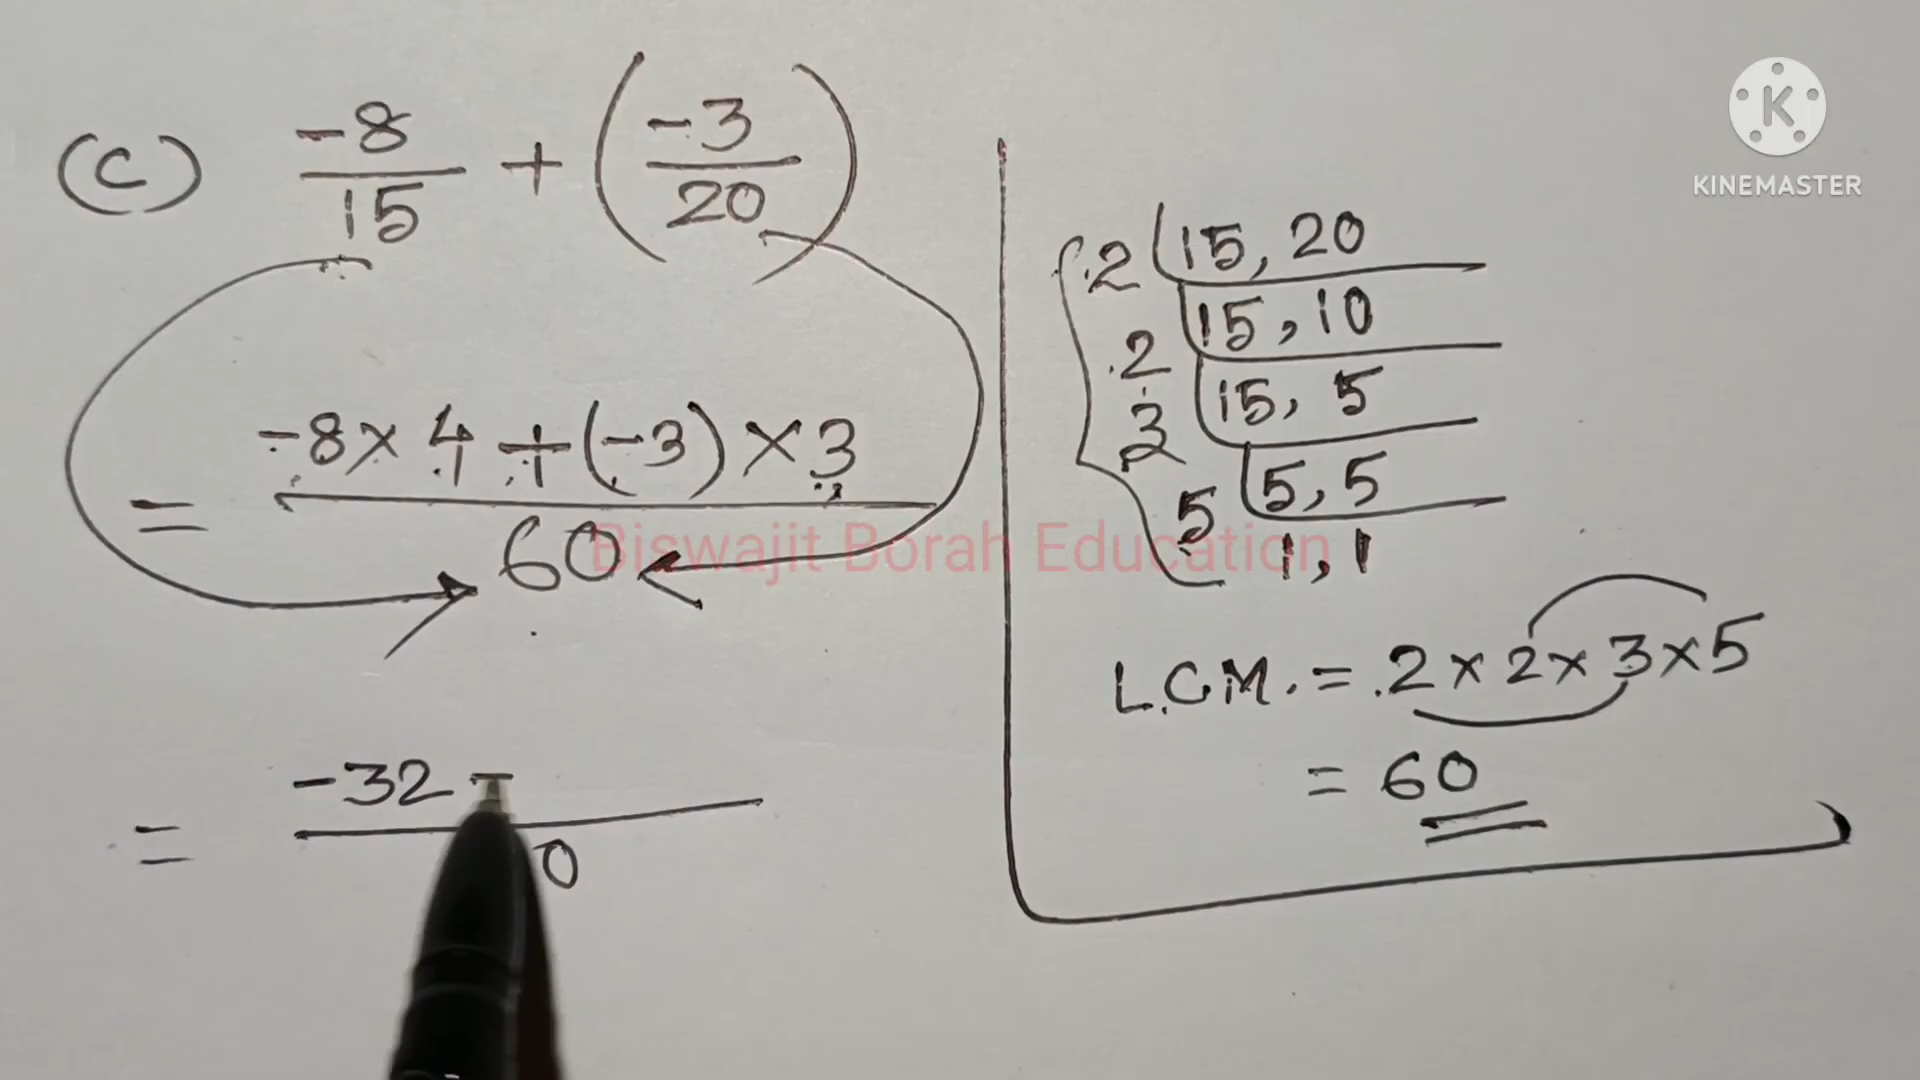 (c) -8/15 + (-3/20)
= -8 × 4 + (-3) × 3 / 60
= -32 - / 0
2 | 15, 20
2 | 15, 10
3 | 15, 5
5 | 5, 5
1, 1
L.C.M. = 2 × 2 × 3 × 5
= 60
KINEMASTER
Biswajit Borah Education